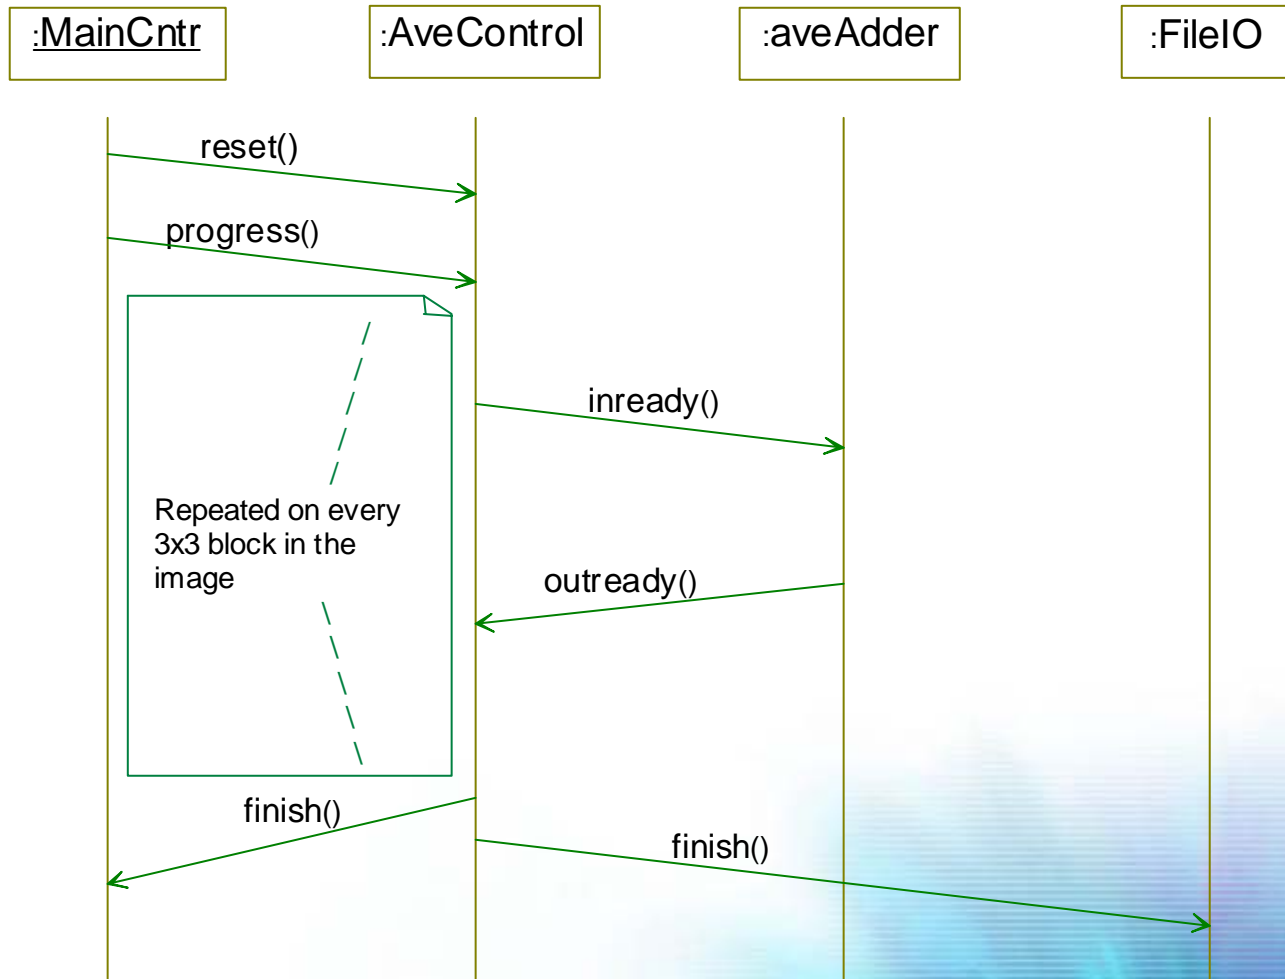 :MainCntr
:AveControl
:aveAdder
:FileIO
reset()
progress()
inready()
Repeated on every
3x3 block in the
image
outready()
finish()
finish()